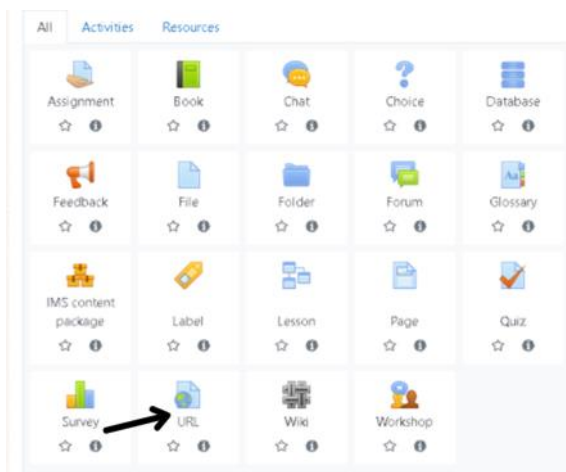 All Activities Resources
Assignment Book Chat Choice Database
Feedback File Folder Forum Glossary
IMS content
package Label Lesson Page Quiz
Survey URL Wiki Workshop